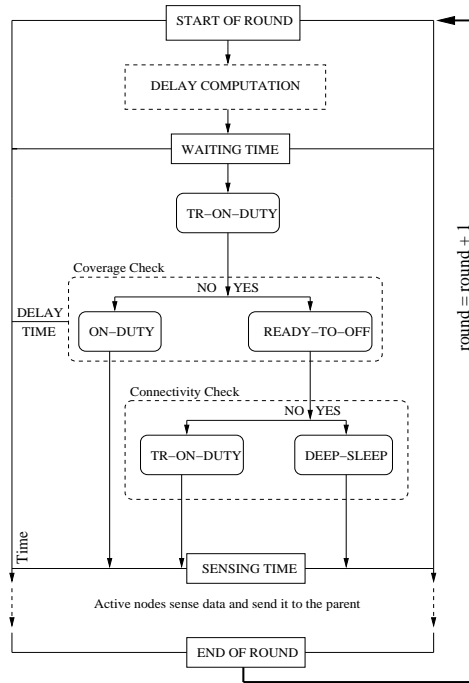 START OF ROUND
DELAY COMPUTATION
WAITING TIME
TR–ON–DUTY
Coverage Check
NO YES
DELAY
TIME
ON–DUTY
READY–TO–OFF
Connectivity Check
NO YES
TR–ON–DUTY
DEEP–SLEEP
Time
SENSING TIME
Active nodes sense data and send it to the parent
END OF ROUND
round = round + 1